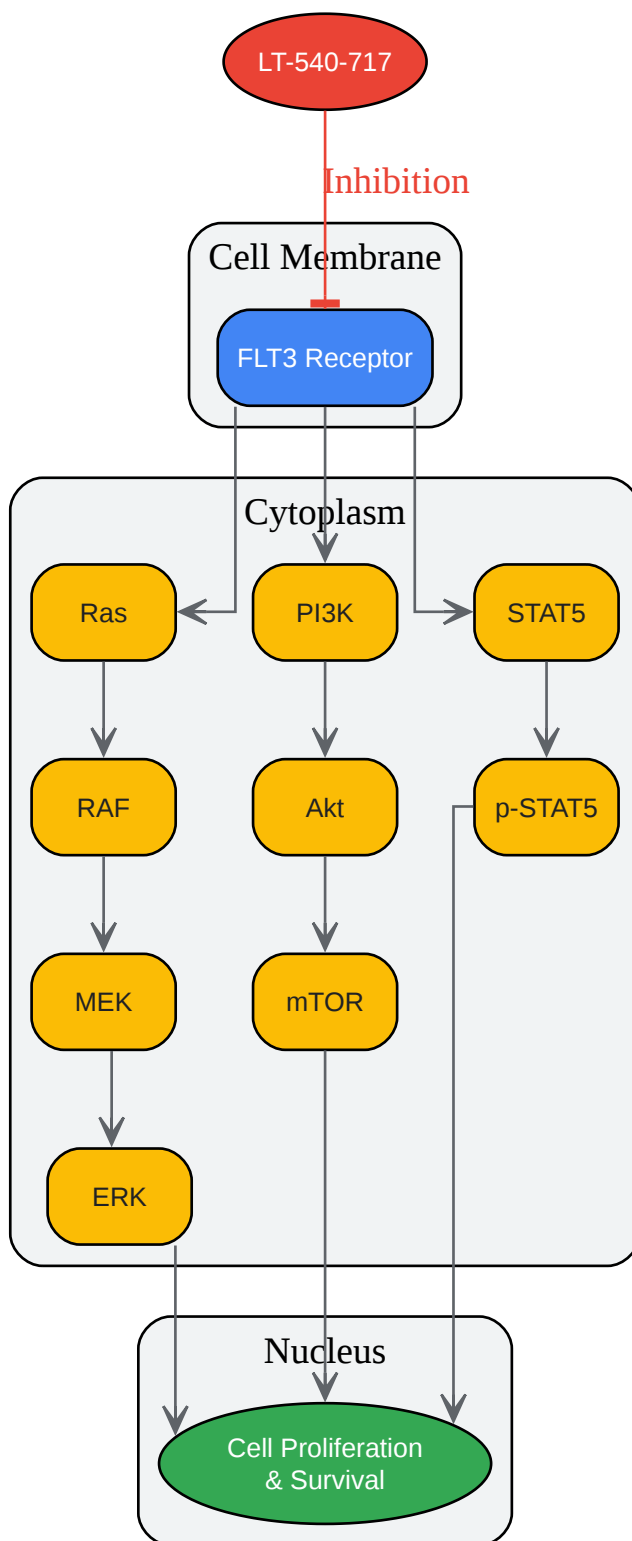 LT-540-717
Inhibition
Cell Membrane
FLT3 Receptor
Cytoplasm
Ras
PI3K
STAT5
RAF
Akt
p-STAT5
MEK
mTOR
ERK
Nucleus
Cell Proliferation
& Survival